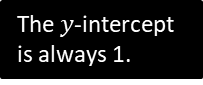 The y-intercept
is always 1.